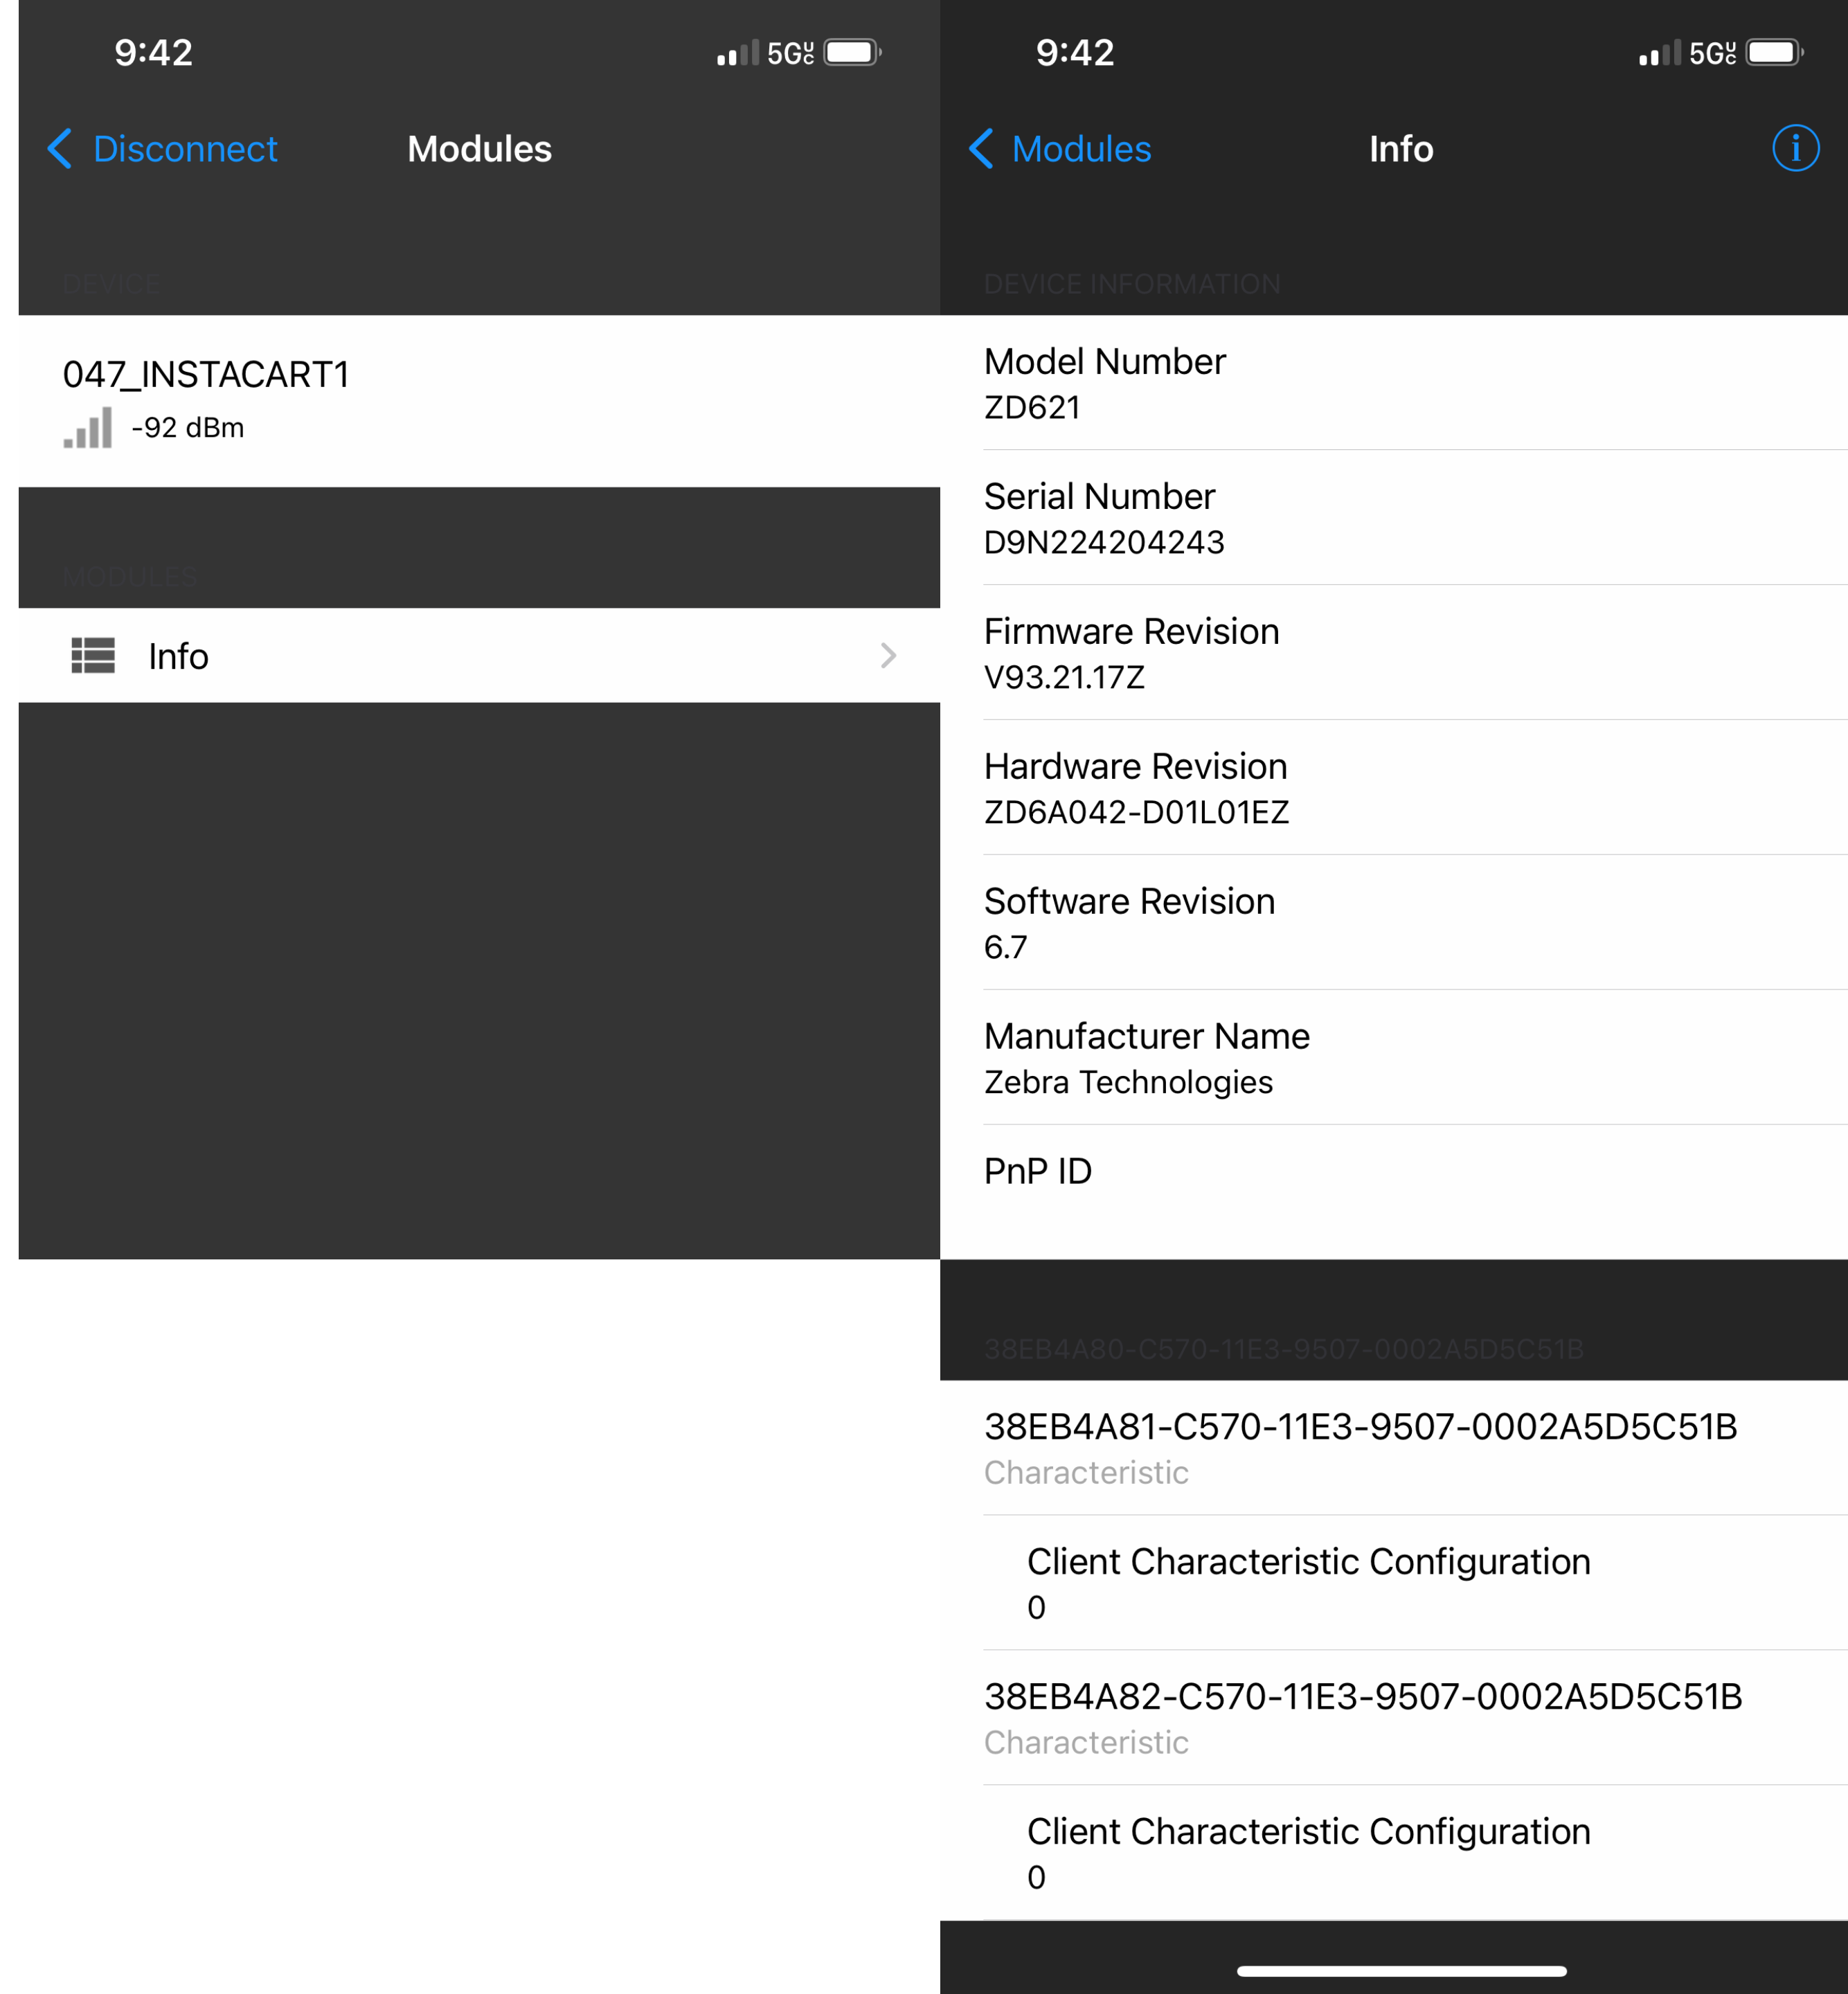 9:42
5G UC
Disconnect
Modules
DEVICE
047_INSTACART1
-92 dBm
MODULES
Info
9:42
5G UC
Modules
Info
i
DEVICE INFORMATION
Model Number
ZD621
Serial Number
D9N224204243
Firmware Revision
V93.21.17Z
Hardware Revision
ZD6A042-D01L01EZ
Software Revision
6.7
Manufacturer Name
Zebra Technologies
PnP ID
38EB4A80-C570-11E3-9507-0002A5D5C51B
38EB4A81-C570-11E3-9507-0002A5D5C51B
Characteristic
Client Characteristic Configuration
0
38EB4A82-C570-11E3-9507-0002A5D5C51B
Characteristic
Client Characteristic Configuration
0